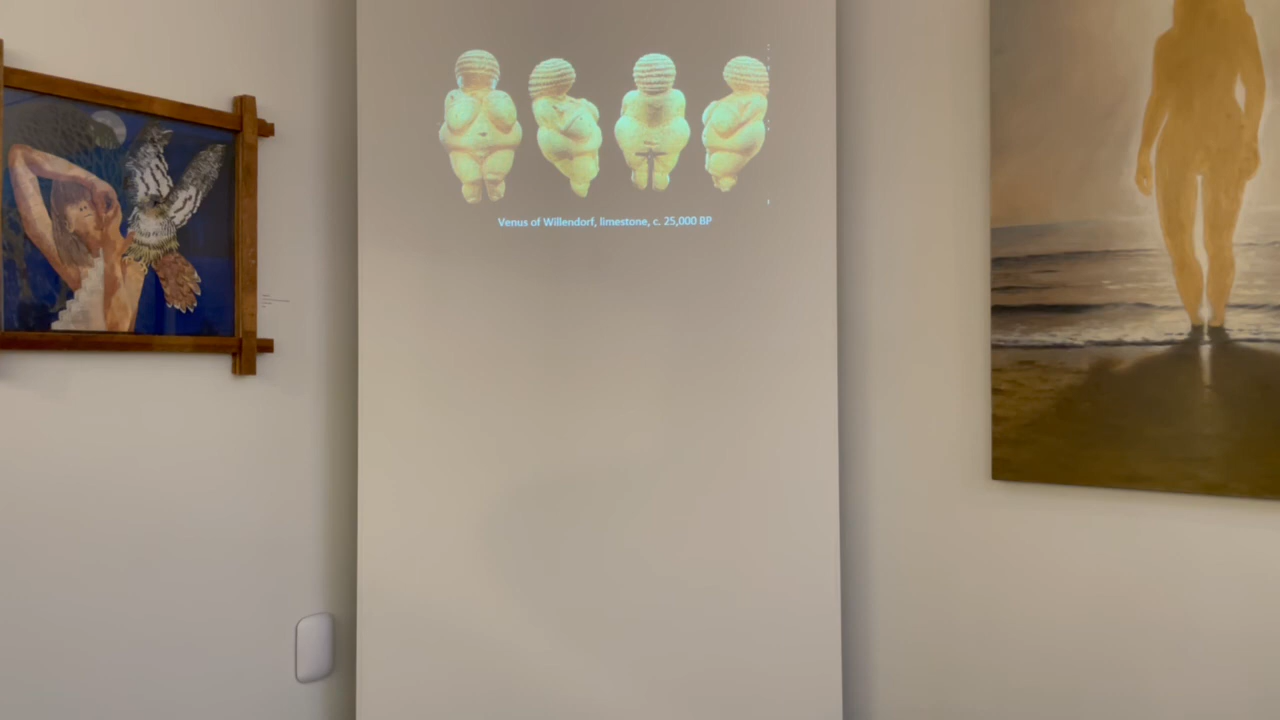 Venus of Willendorf, limestone, c. 25,000 BP